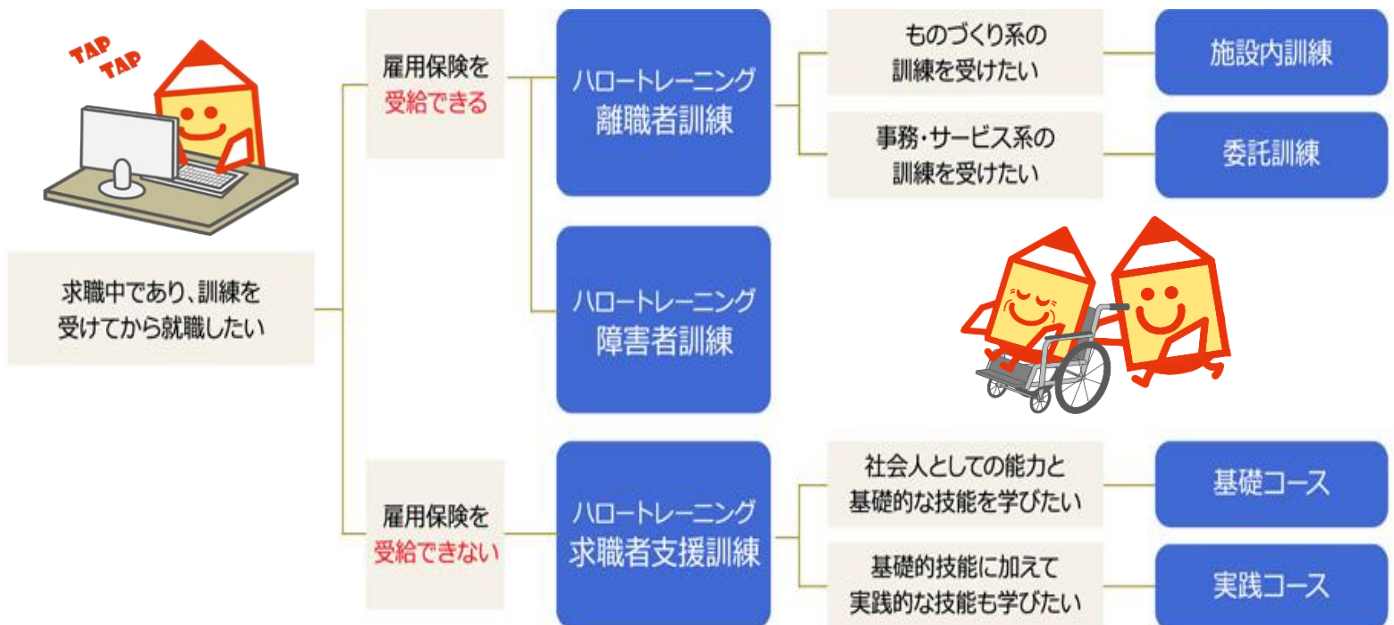 TAP
TAP
求職中であり、訓練を
受けてから就職したい
雇用保険を
受給できる
ハロートレーニング
離職者訓練
ものづくり系の
訓練を受けたい
施設内訓練
事務・サービス系の
訓練を受けたい
委託訓練
ハロートレーニング
障害者訓練
雇用保険を
受給できない
ハロートレーニング
求職者支援訓練
社会人としての能力と
基礎的な技能を学びたい
基礎コース
基礎的技能に加えて
実践的な技能も学びたい
実践コース